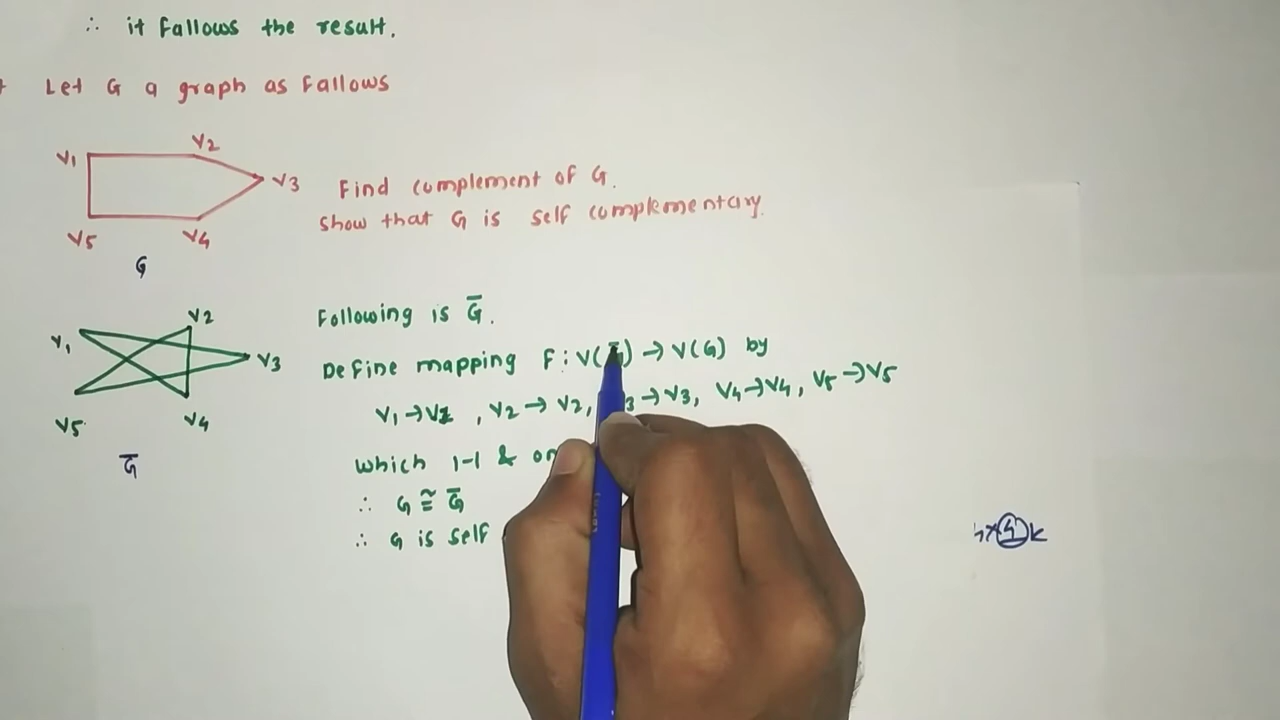 ∴ it fallows the result.
Let G a graph as fallows
V1 V2 V3
V5 V4
G
Find complement of G.
show that G is self complementary.
V1 V2 V3
V5 V4
G̅
Following is G̅.
Define mapping F : V(G̅) → V(G) by
V1 → V1 , V2 → V2, V3 → V3, V4 → V4, V5 → V5
which 1-1 &
∴ G ≅ G̅
∴ G is self